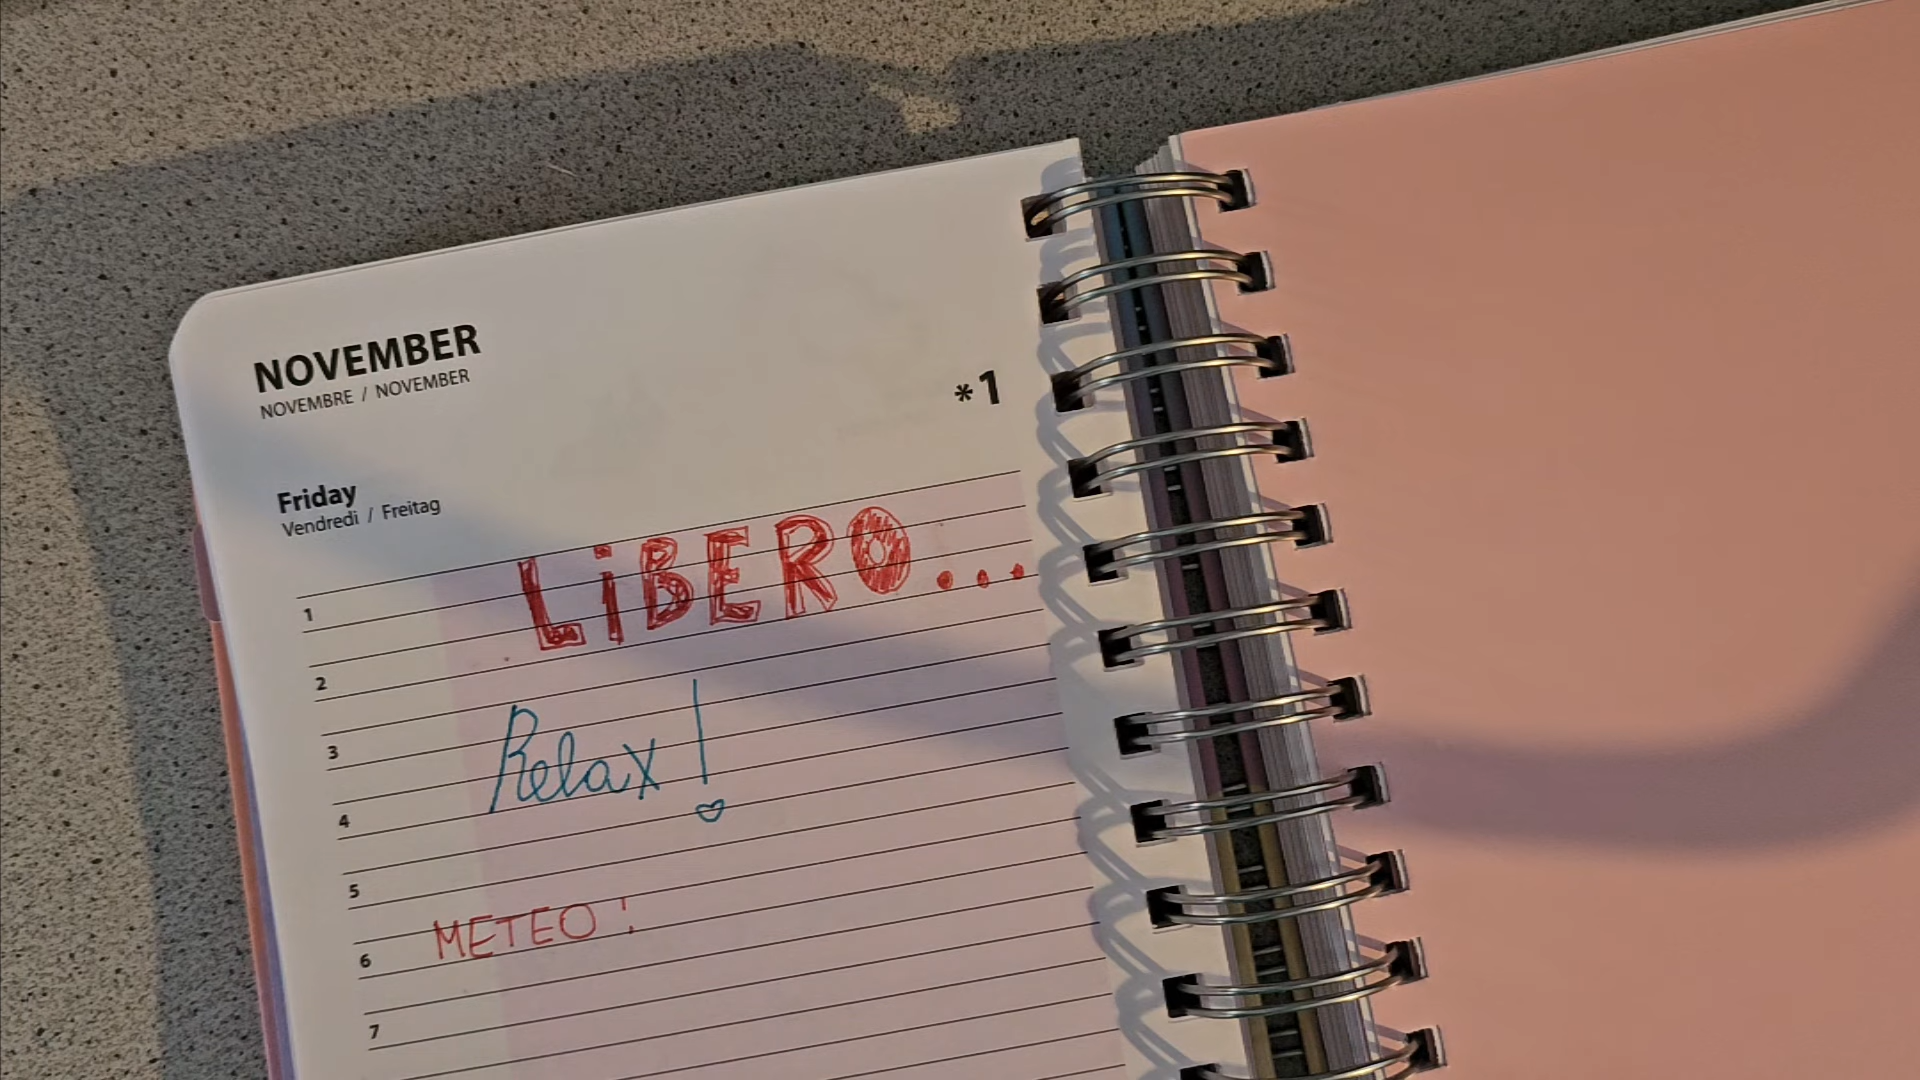 NOVEMBER
NOVEMBRE / NOVEMBER
*1
Friday
Vendredi / Freitag
LiBERO...
1
2
Relax!
3
4
5
METEO!
6
7